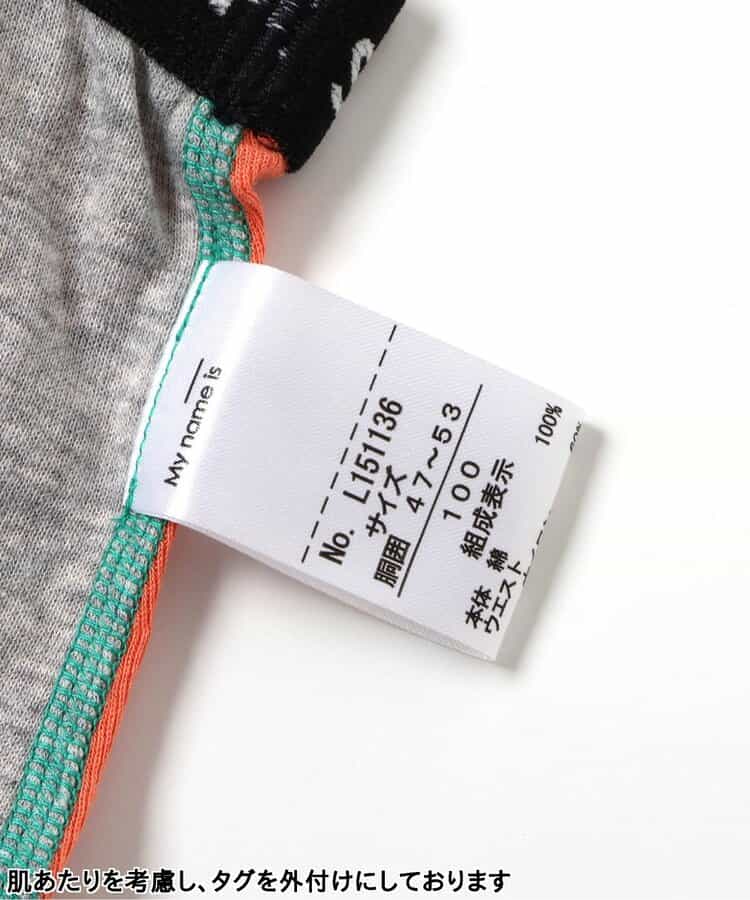 My name is
No. L151136
サイズ
胴囲 47～53
100
組成表示
本体 綿 100%
ウエスト
肌あたりを考慮し、タグを外付けにしております